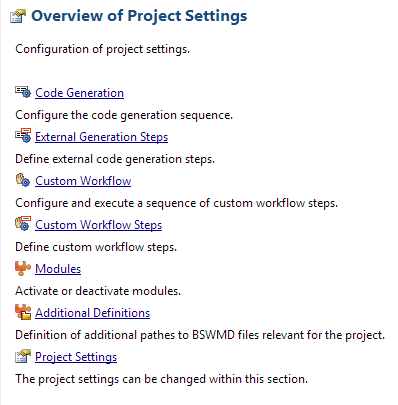 Overview of Project Settings
Configuration of project settings.
Code Generation
Configure the code generation sequence.
External Generation Steps
Define external code generation steps.
Custom Workflow
Configure and execute a sequence of custom workflow steps.
Custom Workflow Steps
Define custom workflow steps.
Modules
Activate or deactivate modules.
Additional Definitions
Definition of additional pathes to BSWMD files relevant for the project.
Project Settings
The project settings can be changed within this section.